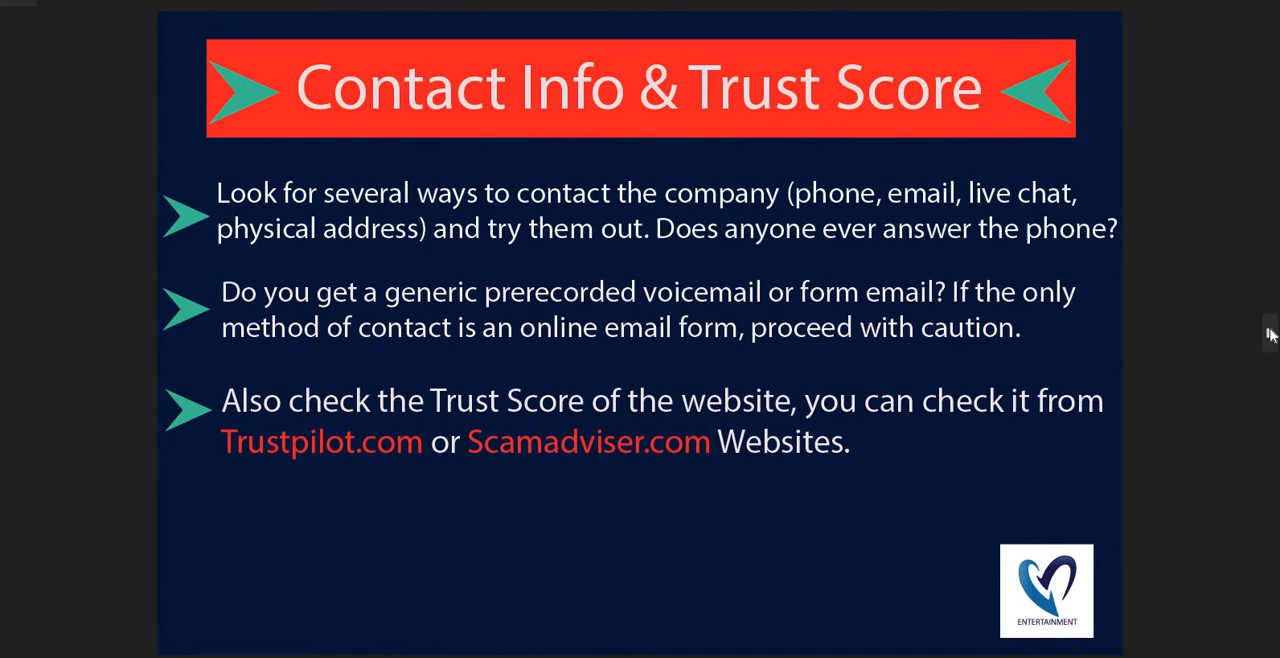 Contact Info & Trust Score
Look for several ways to contact the company (phone, email, live chat,
physical address) and try them out. Does anyone ever answer the phone?
Do you get a generic prerecorded voicemail or form email? If the only
method of contact is an online email form, proceed with caution.
Also check the Trust Score of the website, you can check it from
Trustpilot.com or Scamadviser.com Websites.
ENTERTAINMENT